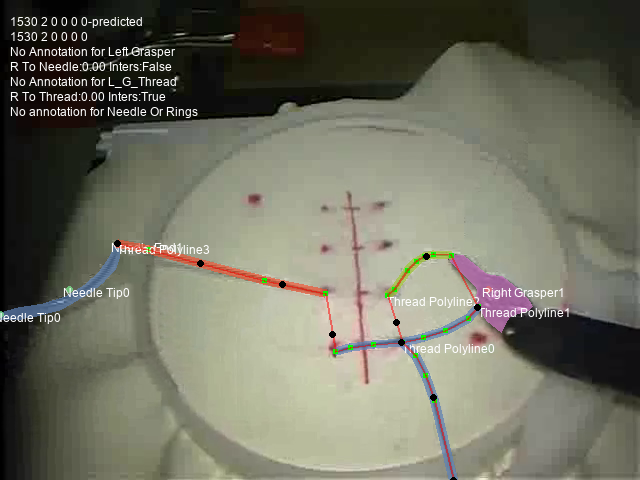 1530 2 0 0 0 0-predicted
1530 2 0 0 0 0
No Annotation for Left Grasper
R To Needle:0.00 Inters:False
No Annotation for L_G_Thread
R To Thread:0.00 Inters:True
No annotation for Needle Or Rings
Thread Polyline3
Needle Tip0
Right Grasper1
Thread Polyline
Thread Polyline1
Needle Tip0
Thread Polyline0